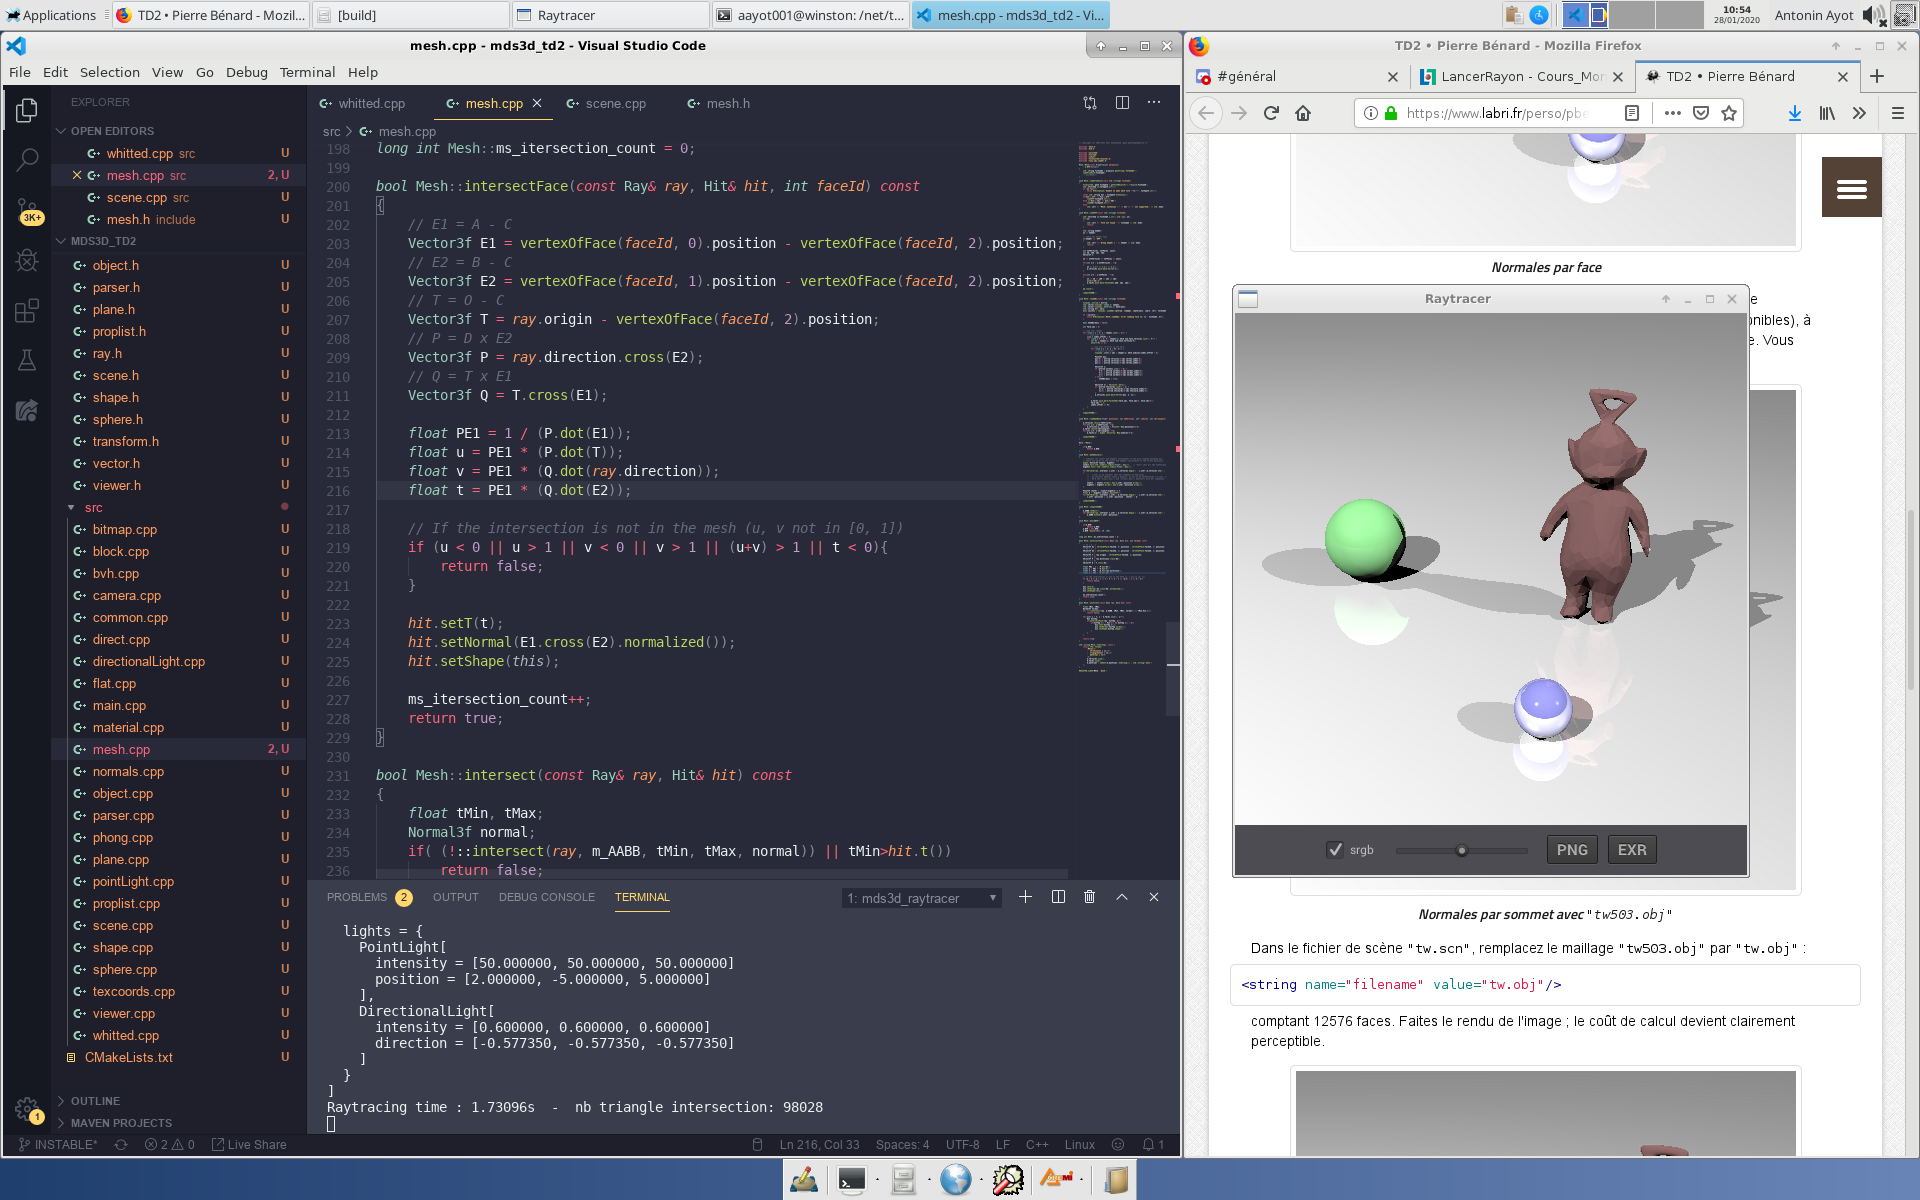 Applications
TD2 • Pierre Bénard - Mozil...
[build]
Raytracer
aayot001@winston: /net/t...
mesh.cpp - mds3d_td2 - Vi...
10:54
28/01/2020
Antonin Ayot
mesh.cpp - mds3d_td2 - Visual Studio Code
File Edit Selection View Go Debug Terminal Help
EXPLORER
OPEN EDITORS
whitted.cpp src U
mesh.cpp src 2, U
scene.cpp src U
mesh.h include U
MDS3D_TD2
object.h U
parser.h U
plane.h U
proplist.h U
ray.h U
scene.h U
shape.h U
sphere.h U
transform.h U
vector.h U
viewer.h U
src
bitmap.cpp U
block.cpp U
bvh.cpp U
camera.cpp U
common.cpp U
direct.cpp U
directionalLight.cpp U
flat.cpp U
main.cpp U
material.cpp U
mesh.cpp 2, U
normals.cpp U
object.cpp U
parser.cpp U
phong.cpp U
plane.cpp U
pointLight.cpp U
proplist.cpp U
scene.cpp U
shape.cpp U
sphere.cpp U
texcoords.cpp U
viewer.cpp U
whitted.cpp U
CMakeLists.txt U
OUTLINE
MAVEN PROJECTS
3K+
1
whitted.cpp
mesh.cpp
scene.cpp
mesh.h
src > mesh.cpp
198 long int Mesh::ms_itersection_count = 0;
199
200 bool Mesh::intersectFace(const Ray& ray, Hit& hit, int faceId) const
201 {
202 // E1 = A - C
203 Vector3f E1 = vertexOfFace(faceId, 0).position - vertexOfFace(faceId, 2).position;
204 // E2 = B - C
205 Vector3f E2 = vertexOfFace(faceId, 1).position - vertexOfFace(faceId, 2).position;
206 // T = O - C
207 Vector3f T = ray.origin - vertexOfFace(faceId, 2).position;
208 // P = D x E2
209 Vector3f P = ray.direction.cross(E2);
210 // Q = T x E1
211 Vector3f Q = T.cross(E1);
212
213 float PE1 = 1 / (P.dot(E1));
214 float u = PE1 * (P.dot(T));
215 float v = PE1 * (Q.dot(ray.direction));
216 float t = PE1 * (Q.dot(E2));
217
218 // If the intersection is not in the mesh (u, v not in [0, 1])
219 if (u < 0 || u > 1 || v < 0 || v > 1 || (u+v) > 1 || t < 0){
220 return false;
221 }
222
223 hit.setT(t);
224 hit.setNormal(E1.cross(E2).normalized());
225 hit.setShape(this);
226
227 ms_itersection_count++;
228 return true;
229 }
230
231 bool Mesh::intersect(const Ray& ray, Hit& hit) const
232 {
233 float tMin, tMax;
234 Normal3f normal;
235 if( (!::intersect(ray, m_AABB, tMin, tMax, normal)) || tMin>hit.t())
236 return false;
PROBLEMS 2 OUTPUT DEBUG CONSOLE TERMINAL
1: mds3d_raytracer
lights = {
PointLight[
intensity = [50.000000, 50.000000, 50.000000]
position = [2.000000, -5.000000, 5.000000]
],
DirectionalLight[
intensity = [0.600000, 0.600000, 0.600000]
direction = [-0.577350, -0.577350, -0.577350]
]
}
]
Raytracing time : 1.73096s - nb triangle intersection: 98028
INSTABLE* 2 0 Live Share
Ln 216, Col 33 Spaces: 4 UTF-8 LF C++ Linux 1
TD2 • Pierre Bénard - Mozilla Firefox
#général
LancerRayon - Cours_Mon
TD2 • Pierre Bénard
https://www.labri.fr/perso/pbe
Normales par face
e
onibles), à
e. Vous
Raytracer
srgb
PNG
EXR
Normales par sommet avec "tw503.obj"
Dans le fichier de scène "tw.scn", remplacez le maillage "tw503.obj" par "tw.obj" :
<string name="filename" value="tw.obj"/>
comptant 12576 faces. Faites le rendu de l'image ; le coût de calcul devient clairement
perceptible.